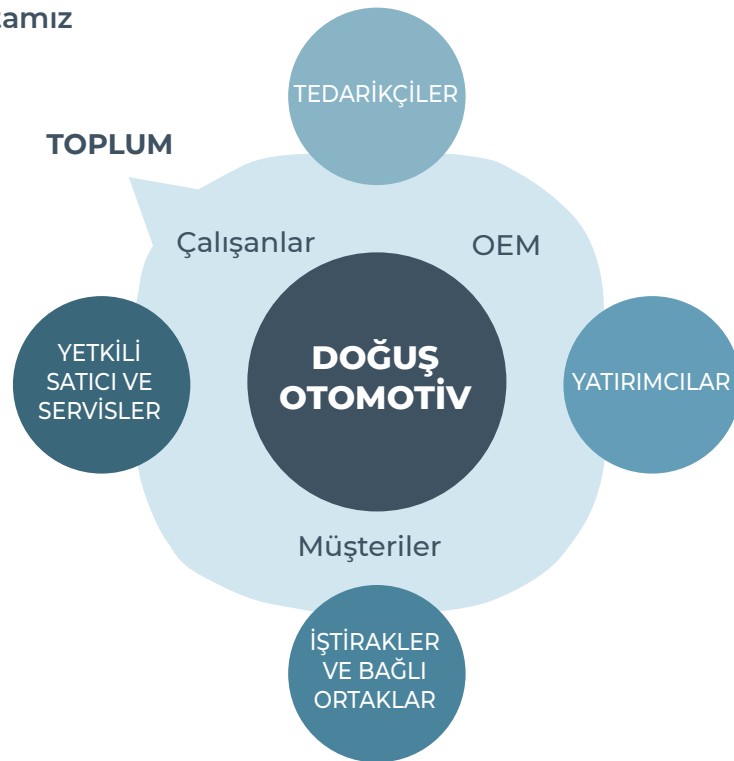 TEDARİKÇİLER
TOPLUM
Çalışanlar
OEM
YETKİLİ
SATICI VE
SERVİSLER
DOĞUŞ
OTOMOTİV
YATIRIMCILAR
Müşteriler
İŞTİRAKLER
VE BAĞLI
ORTAKLAR